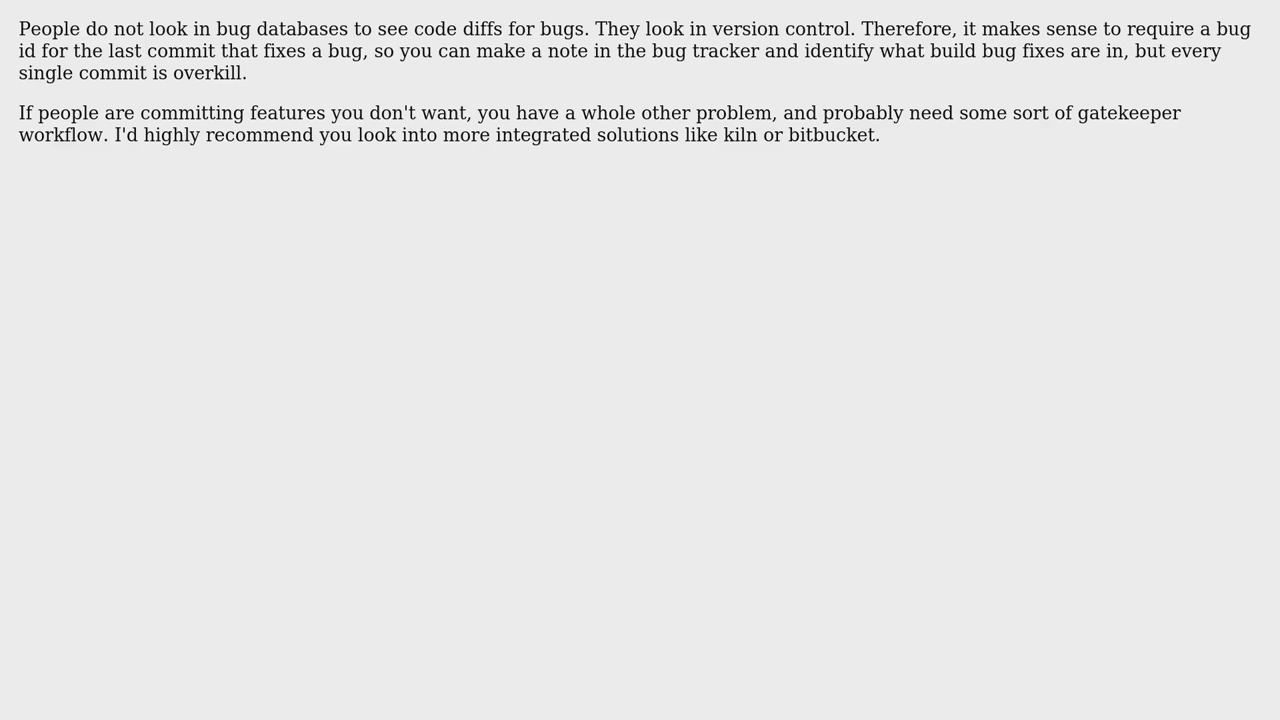 People do not look in bug databases to see code diffs for bugs. They look in version control. Therefore, it makes sense to require a bug
id for the last commit that fixes a bug, so you can make a note in the bug tracker and identify what build bug fixes are in, but every
single commit is overkill.
If people are committing features you don't want, you have a whole other problem, and probably need some sort of gatekeeper
workflow. I'd highly recommend you look into more integrated solutions like kiln or bitbucket.